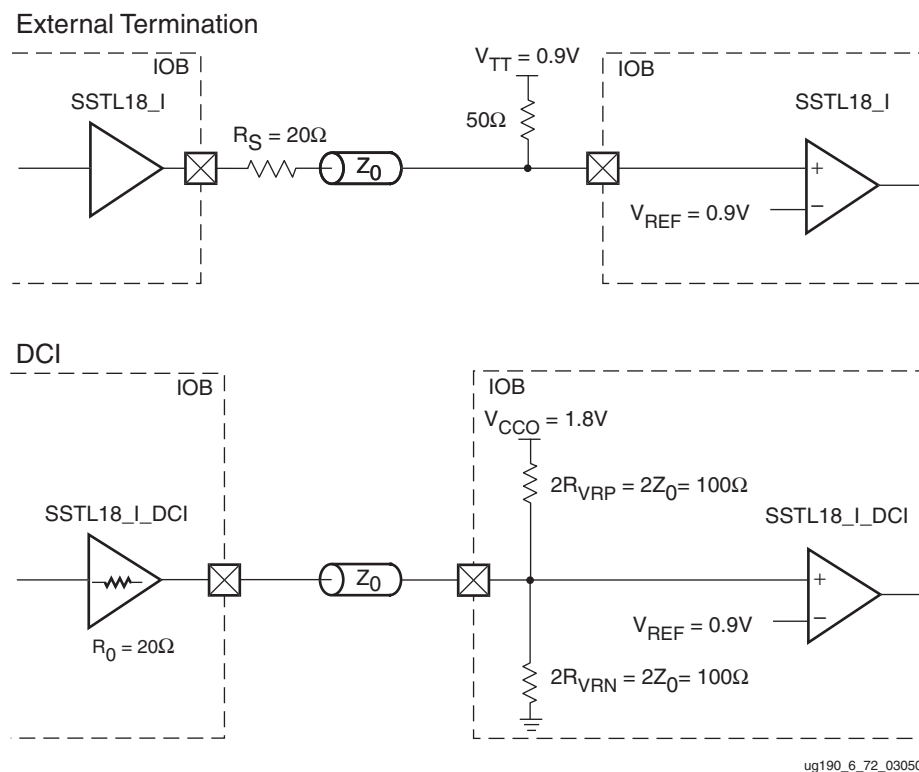 External Termination
IOB
SSTL18_I
R_S = 20Ω
Z_0
V_TT = 0.9V
50Ω
IOB
SSTL18_I
+
V_REF = 0.9V
–
DCI
IOB
SSTL18_I_DCI
R_0 = 20Ω
Z_0
IOB
V_CCO = 1.8V
2R_VRP = 2Z_0= 100Ω
SSTL18_I_DCI
+
V_REF = 0.9V
–
2R_VRN = 2Z_0= 100Ω